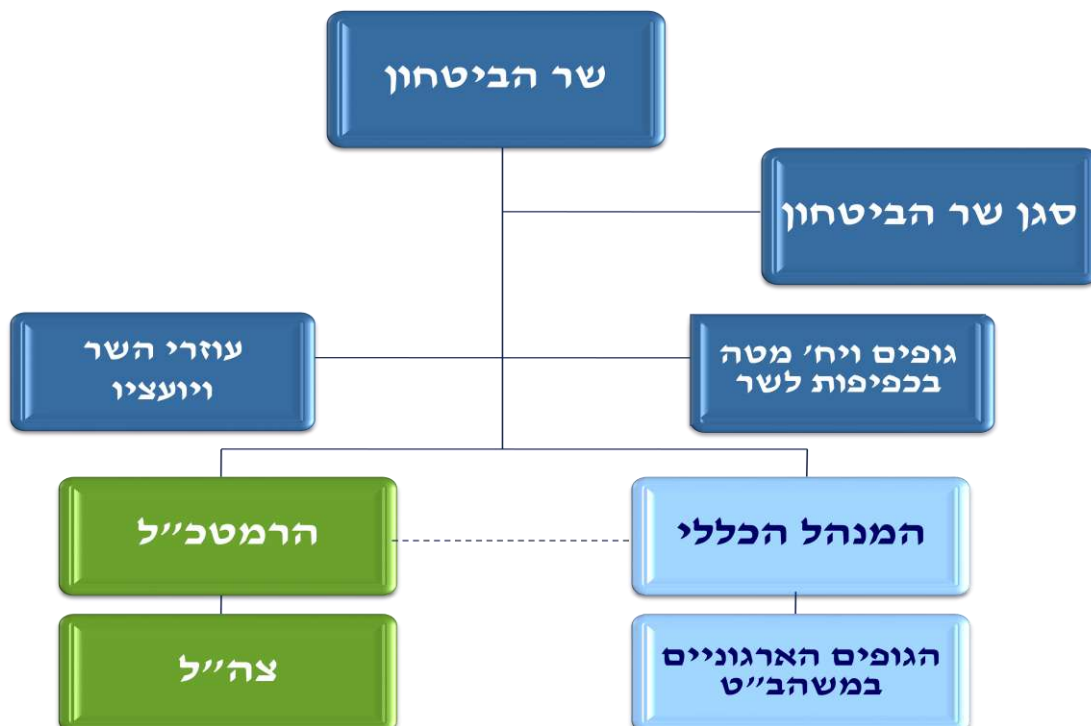 שר הביטחון
סגן שר הביטחון
גופים ויח׳ מטה
בכפיפות לשר
עוזרי השר
ויועציו
המנהל הכללי
הרמטכ״ל
הגופים הארגוניים
במשהב״ט
צה״ל